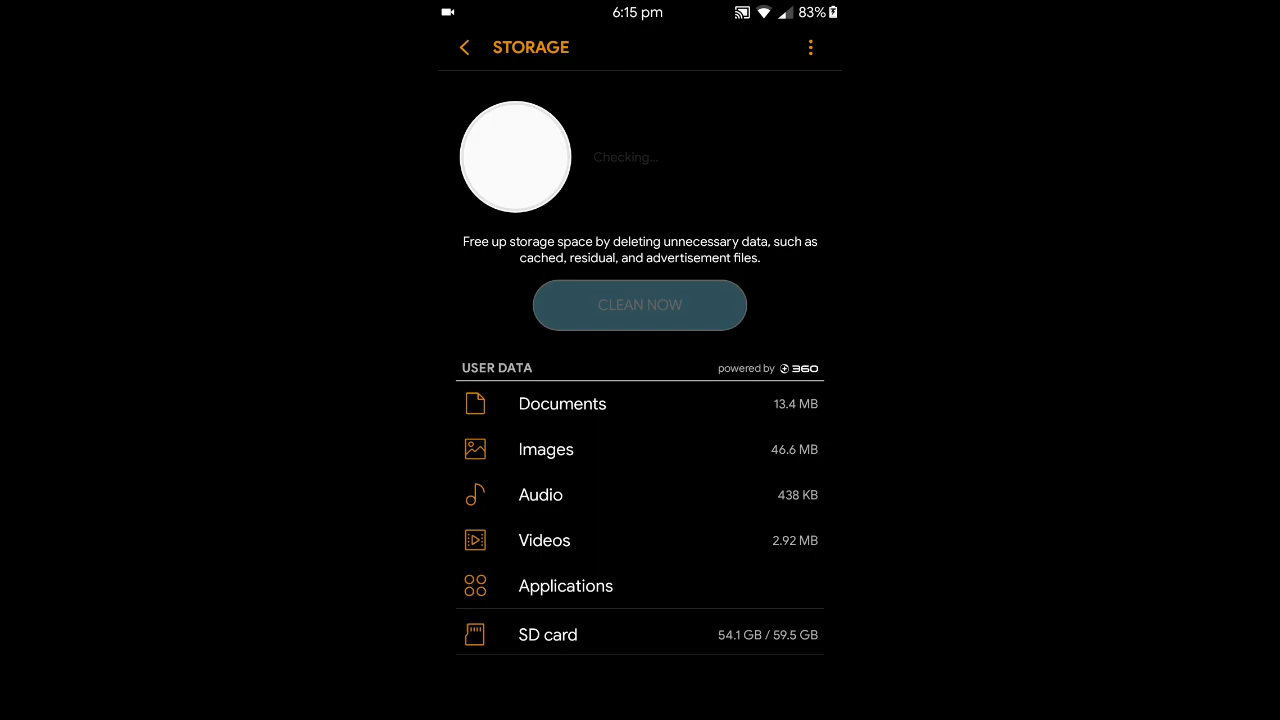 6:15 pm 83%
STORAGE
Checking...
Free up storage space by deleting unnecessary data, such as
cached, residual, and advertisement files.
CLEAN NOW
USER DATA powered by 360
Documents 13.4 MB
Images 46.6 MB
Audio 438 KB
Videos 2.92 MB
Applications
SD card 54.1 GB / 59.5 GB